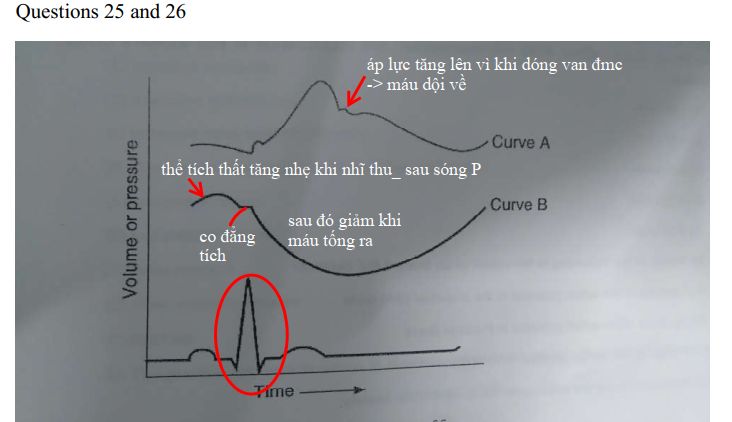 Questions 25 and 26
áp lực tăng lên vì khi dóng van đmc
-> máu dội về
Curve A
thể tích thất tăng nhẹ khi nhĩ thu_ sau sóng P
Curve B
sau đó giảm khi
máu tống ra
co đẳng
tích
Volume or pressure
Time